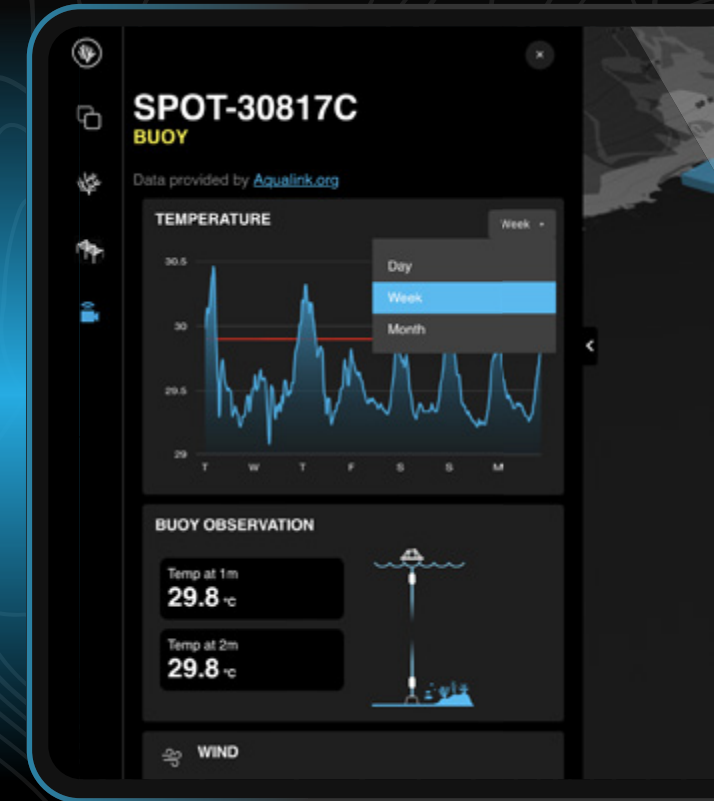 ×
SPOT-30817C
BUOY
Data provided by Aqualink.org
TEMPERATURE
Week
Day
Week
Month
30.5
30
29.5
29
T W T F S S M
BUOY OBSERVATION
Temp at 1m
29.8 °C
Temp at 2m
29.8 °C
WIND